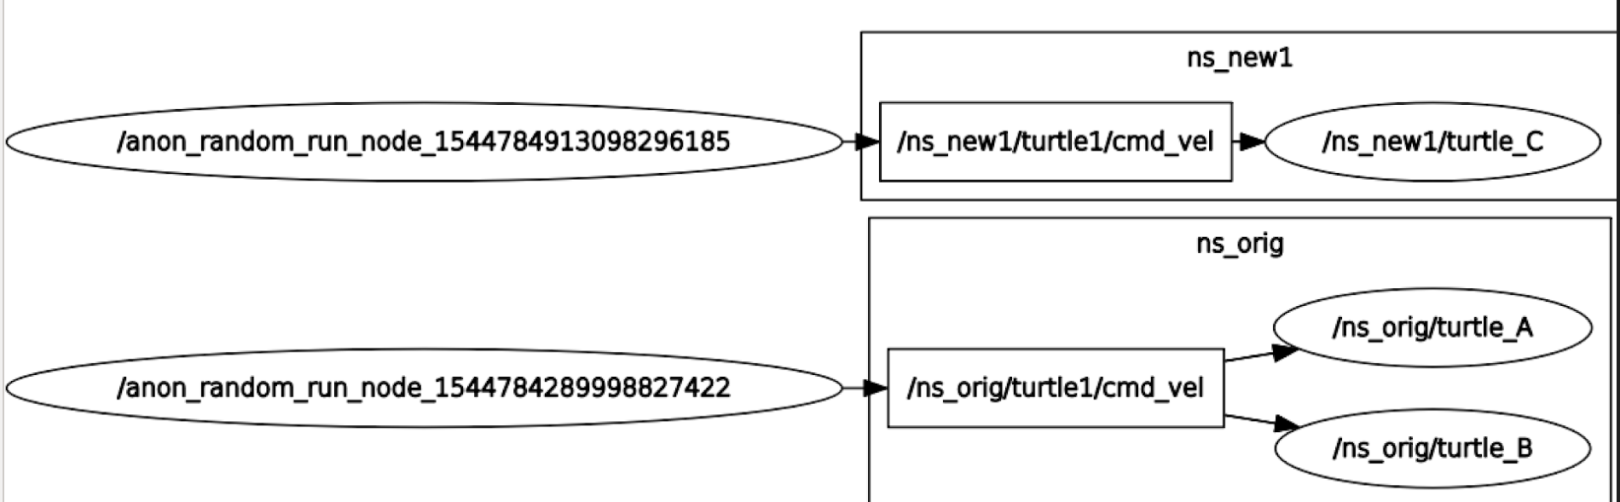 ns_new1
/anon_random_run_node_1544784913098296185
/ns_new1/turtle1/cmd_vel
/ns_new1/turtle_C
ns_orig
/ns_orig/turtle_A
/anon_random_run_node_1544784289998827422
/ns_orig/turtle1/cmd_vel
/ns_orig/turtle_B